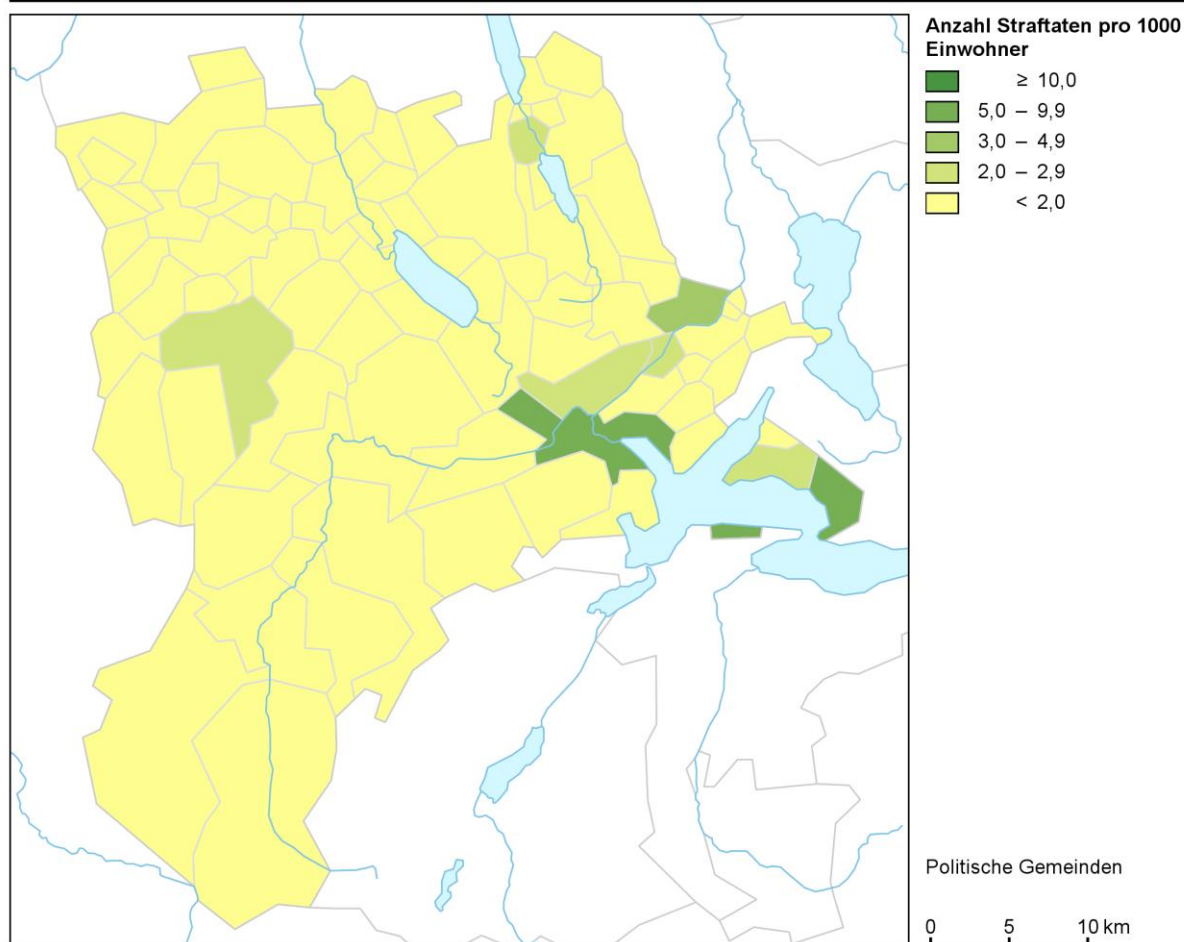 Anzahl Straftaten pro 1000
Einwohner
≥ 10,0
5,0 – 9,9
3,0 – 4,9
2,0 – 2,9
< 2,0
Politische Gemeinden
0 5 10 km